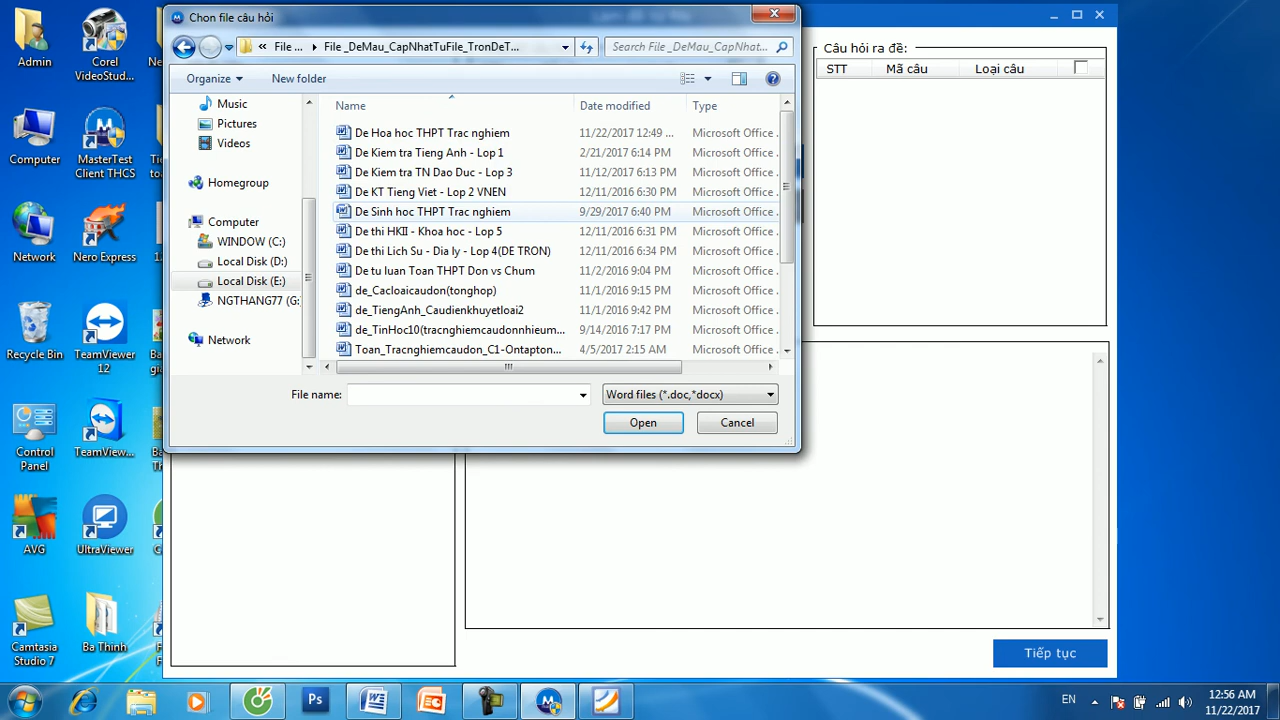 Chon file câu hỏi
« File ... ▸ File _DeMau_CapNhatTuFile_TronDeT...
Search File _DeMau_CapNhat...
Organize
New folder
Music
Pictures
Videos
Homegroup
Computer
WINDOW (C:)
Local Disk (D:)
Local Disk (E:)
NGTHANG77 (G:
Network
Name Date modified Type
De Hoa hoc THPT Trac nghiem 11/22/2017 12:49 ... Microsoft Office
De Kiem tra Tieng Anh - Lop 1 2/21/2017 6:14 PM Microsoft Office
De Kiem tra TN Dao Duc - Lop 3 11/12/2017 6:13 PM Microsoft Office
De KT Tieng Viet - Lop 2 VNEN 12/11/2016 6:30 PM Microsoft Office
De Sinh hoc THPT Trac nghiem 9/29/2017 6:40 PM Microsoft Office
De thi HKII - Khoa hoc - Lop 5 12/11/2016 6:31 PM Microsoft Office
De thi Lich Su - Dia ly - Lop 4(DE TRON) 12/11/2016 6:34 PM Microsoft Office
De tu luan Toan THPT Don vs Chum 11/2/2016 9:04 PM Microsoft Office
de_Cacloaicaudon(tonghop) 11/1/2016 9:15 PM Microsoft Office
de_TiengAnh_Caudienkhuyetloai2 11/1/2016 9:42 PM Microsoft Office
de_TinHoc10(tracnghiemcaudonnhieum... 9/14/2016 7:17 PM Microsoft Office
Toan_Tracnghiemcaudon_C1-Ontapton... 4/5/2017 2:15 AM Microsoft Office
File name:
Word files (*.doc,*docx)
Open
Cancel
Câu hỏi ra đề:
STT Mã câu Loại câu
Tiếp tục
Admin
Corel
VideoStud...
Computer
MasterTest
Client THCS
Network
Nero Express
Recycle Bin
TeamViewer
12
Control
Panel
TeamView...
AVG
UltraViewer
Camtasia
Studio 7
Ba Thinh
Ps
EN
12:56 AM
11/22/2017